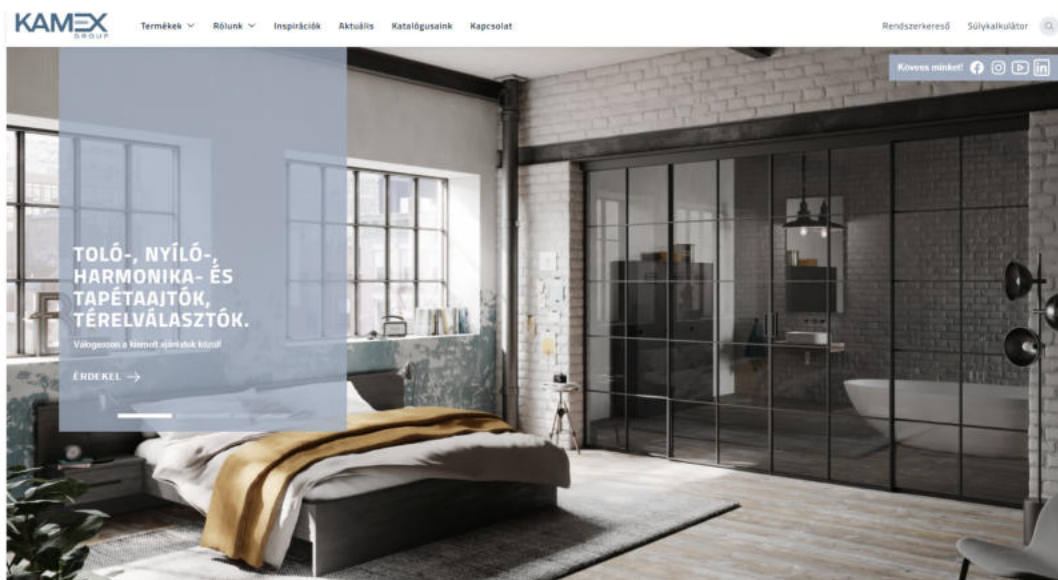 KAMEX
GROUP
Termékek
Rólunk
Inspirációk
Aktuális
Katalógusaink
Kapcsolat
Rendszerkereső
Súlykalkulátor
Kövess minket!
TOLÓ-, NYÍLÓ-,
HARMONIKA- ÉS
TAPÉTAAJTÓK,
TÉRELVÁLASZTÓK.
Válogasson a kiemelt ajánlatok közül!
ÉRDEKEL →